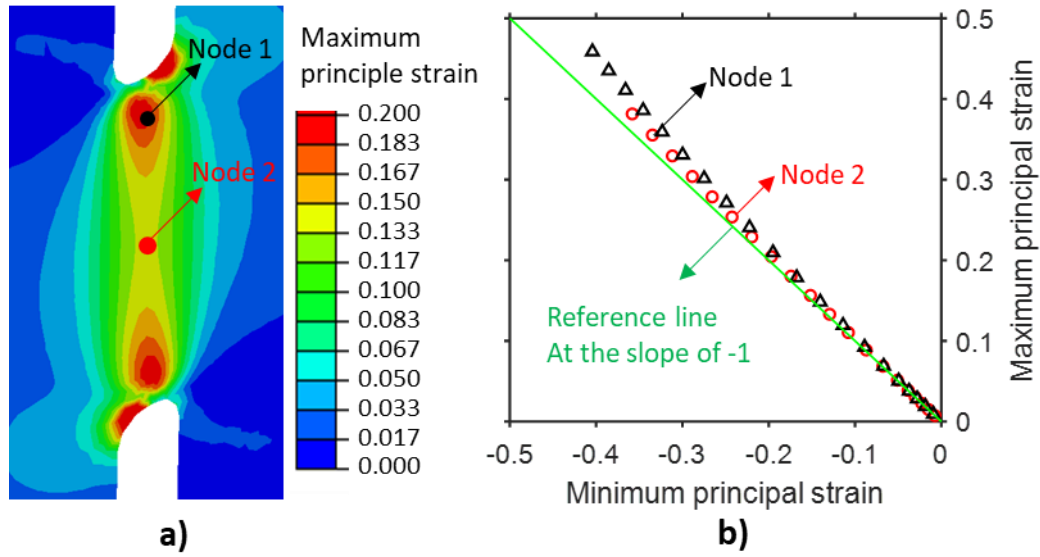 Node 1
Node 2
Maximum
principle strain
0.200
0.183
0.167
0.150
0.133
0.117
0.100
0.083
0.067
0.050
0.033
0.017
0.000
a)
Node 1
Node 2
Reference line
At the slope of -1
0.5
0.4
0.3
0.2
0.1
0
Maximum principal strain
-0.5
-0.4
-0.3
-0.2
-0.1
0
Minimum principal strain
b)